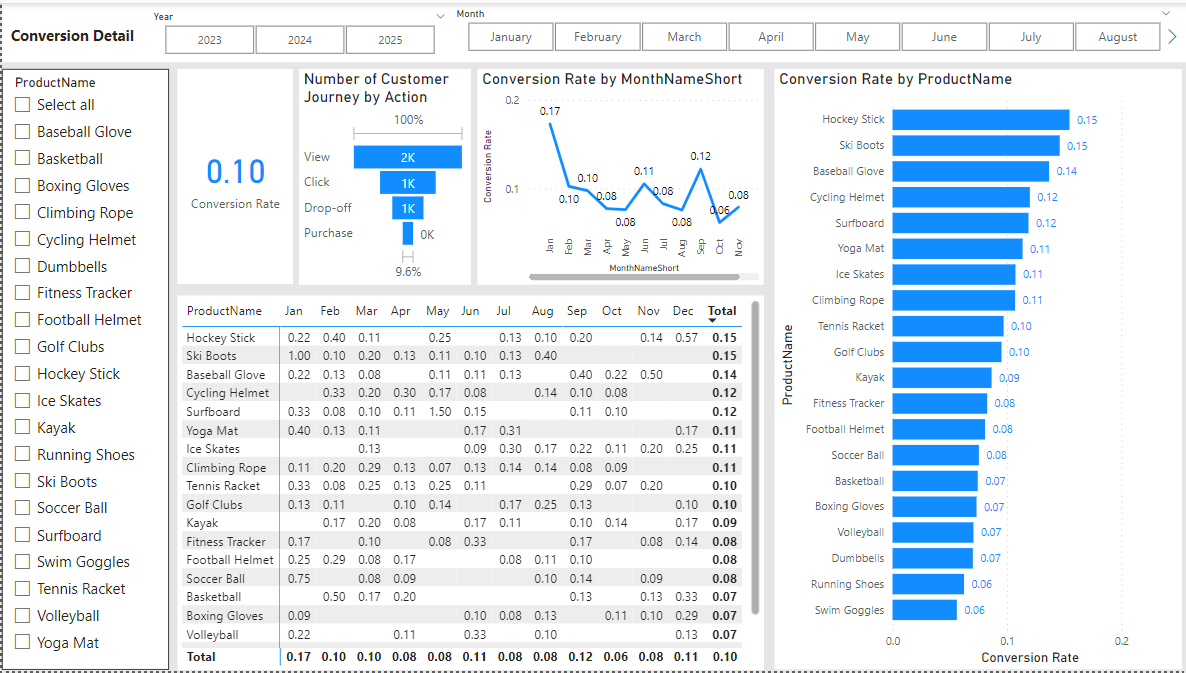 Conversion Detail
Year
2023 2024 2025
Month
January February March April May June July August
ProductName
Select all
Baseball Glove
Basketball
Boxing Gloves
Climbing Rope
Cycling Helmet
Dumbbells
Fitness Tracker
Football Helmet
Golf Clubs
Hockey Stick
Ice Skates
Kayak
Running Shoes
Ski Boots
Soccer Ball
Surfboard
Swim Goggles
Tennis Racket
Volleyball
Yoga Mat
0.10
Conversion Rate
Number of Customer
Journey by Action
100%
View 2K
Click 1K
Drop-off 1K
Purchase 0K
9.6%
Conversion Rate by MonthNameShort
Conversion Rate
0.2
0.1
0.17
0.10
0.10
0.08
0.08
0.11
0.08
0.08
0.12
0.06
0.08
Jan Feb Mar Apr May Jun Jul Aug Sep Oct Nov
MonthNameShort
ProductName Jan Feb Mar Apr May Jun Jul Aug Sep Oct Nov Dec Total
Hockey Stick 0.22 0.40 0.11 0.25 0.13 0.10 0.20 0.14 0.57 0.15
Ski Boots 1.00 0.10 0.20 0.13 0.11 0.10 0.13 0.40 0.15
Baseball Glove 0.22 0.13 0.08 0.11 0.11 0.13 0.40 0.22 0.50 0.14
Cycling Helmet 0.33 0.20 0.30 0.17 0.08 0.14 0.10 0.08 0.12
Surfboard 0.33 0.08 0.10 0.11 1.50 0.15 0.11 0.10 0.12
Yoga Mat 0.40 0.13 0.11 0.17 0.31 0.17 0.11
Ice Skates 0.13 0.09 0.30 0.17 0.22 0.11 0.20 0.25 0.11
Climbing Rope 0.11 0.20 0.29 0.13 0.07 0.13 0.14 0.14 0.08 0.09 0.11
Tennis Racket 0.33 0.08 0.25 0.13 0.25 0.11 0.29 0.07 0.20 0.10
Golf Clubs 0.13 0.11 0.10 0.14 0.17 0.25 0.13 0.10 0.10
Kayak 0.17 0.20 0.08 0.17 0.11 0.10 0.14 0.17 0.09
Fitness Tracker 0.17 0.10 0.08 0.33 0.17 0.08 0.14 0.08
Football Helmet 0.25 0.29 0.08 0.17 0.08 0.11 0.10 0.08
Soccer Ball 0.75 0.08 0.09 0.10 0.14 0.09 0.08
Basketball 0.50 0.17 0.20 0.13 0.13 0.33 0.07
Boxing Gloves 0.09 0.10 0.08 0.13 0.11 0.10 0.29 0.07
Volleyball 0.22 0.11 0.33 0.10 0.13 0.07
Total 0.17 0.10 0.10 0.08 0.08 0.11 0.08 0.08 0.12 0.06 0.08 0.11 0.10
Conversion Rate by ProductName
ProductName
Hockey Stick 0.15
Ski Boots 0.15
Baseball Glove 0.14
Cycling Helmet 0.12
Surfboard 0.12
Yoga Mat 0.11
Ice Skates 0.11
Climbing Rope 0.11
Tennis Racket 0.10
Golf Clubs 0.10
Kayak 0.09
Fitness Tracker 0.08
Football Helmet 0.08
Soccer Ball 0.08
Basketball 0.07
Boxing Gloves 0.07
Volleyball 0.07
Dumbbells 0.07
Running Shoes 0.06
Swim Goggles 0.06
0.0 0.1 0.2
Conversion Rate